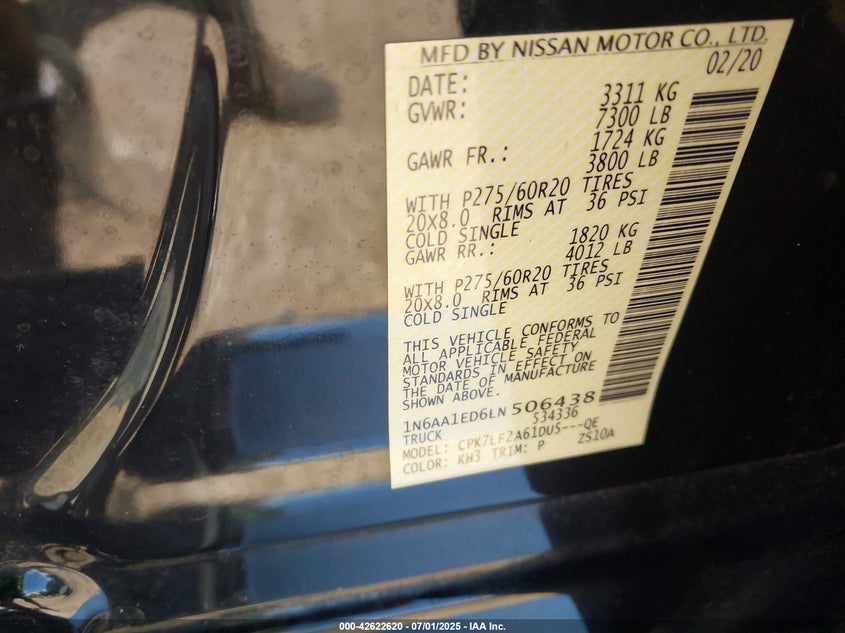 MFD BY NISSAN MOTOR CO., LTD.
DATE: 02/20
GVWR: 3311 KG
7300 LB
GAWR FR.: 1724 KG
3800 LB
WITH P275/60R20 TIRES
20X8.0 RIMS AT 36 PSI
COLD SINGLE
GAWR RR.: 1820 KG
4012 LB
WITH P275/60R20 TIRES
20X8.0 RIMS AT 36 PSI
COLD SINGLE
THIS VEHICLE CONFORMS TO
ALL APPLICABLE FEDERAL
MOTOR VEHICLE SAFETY
STANDARDS IN EFFECT ON
THE DATE OF MANUFACTURE
SHOWN ABOVE.
1N6AA1ED6LN506438
TRUCK 534336
MODEL: CPK7LFZA61DU5---QE
COLOR: KH3 TRIM: P ZS10A
000-42622620 - 07/01/2025 - IAA Inc.